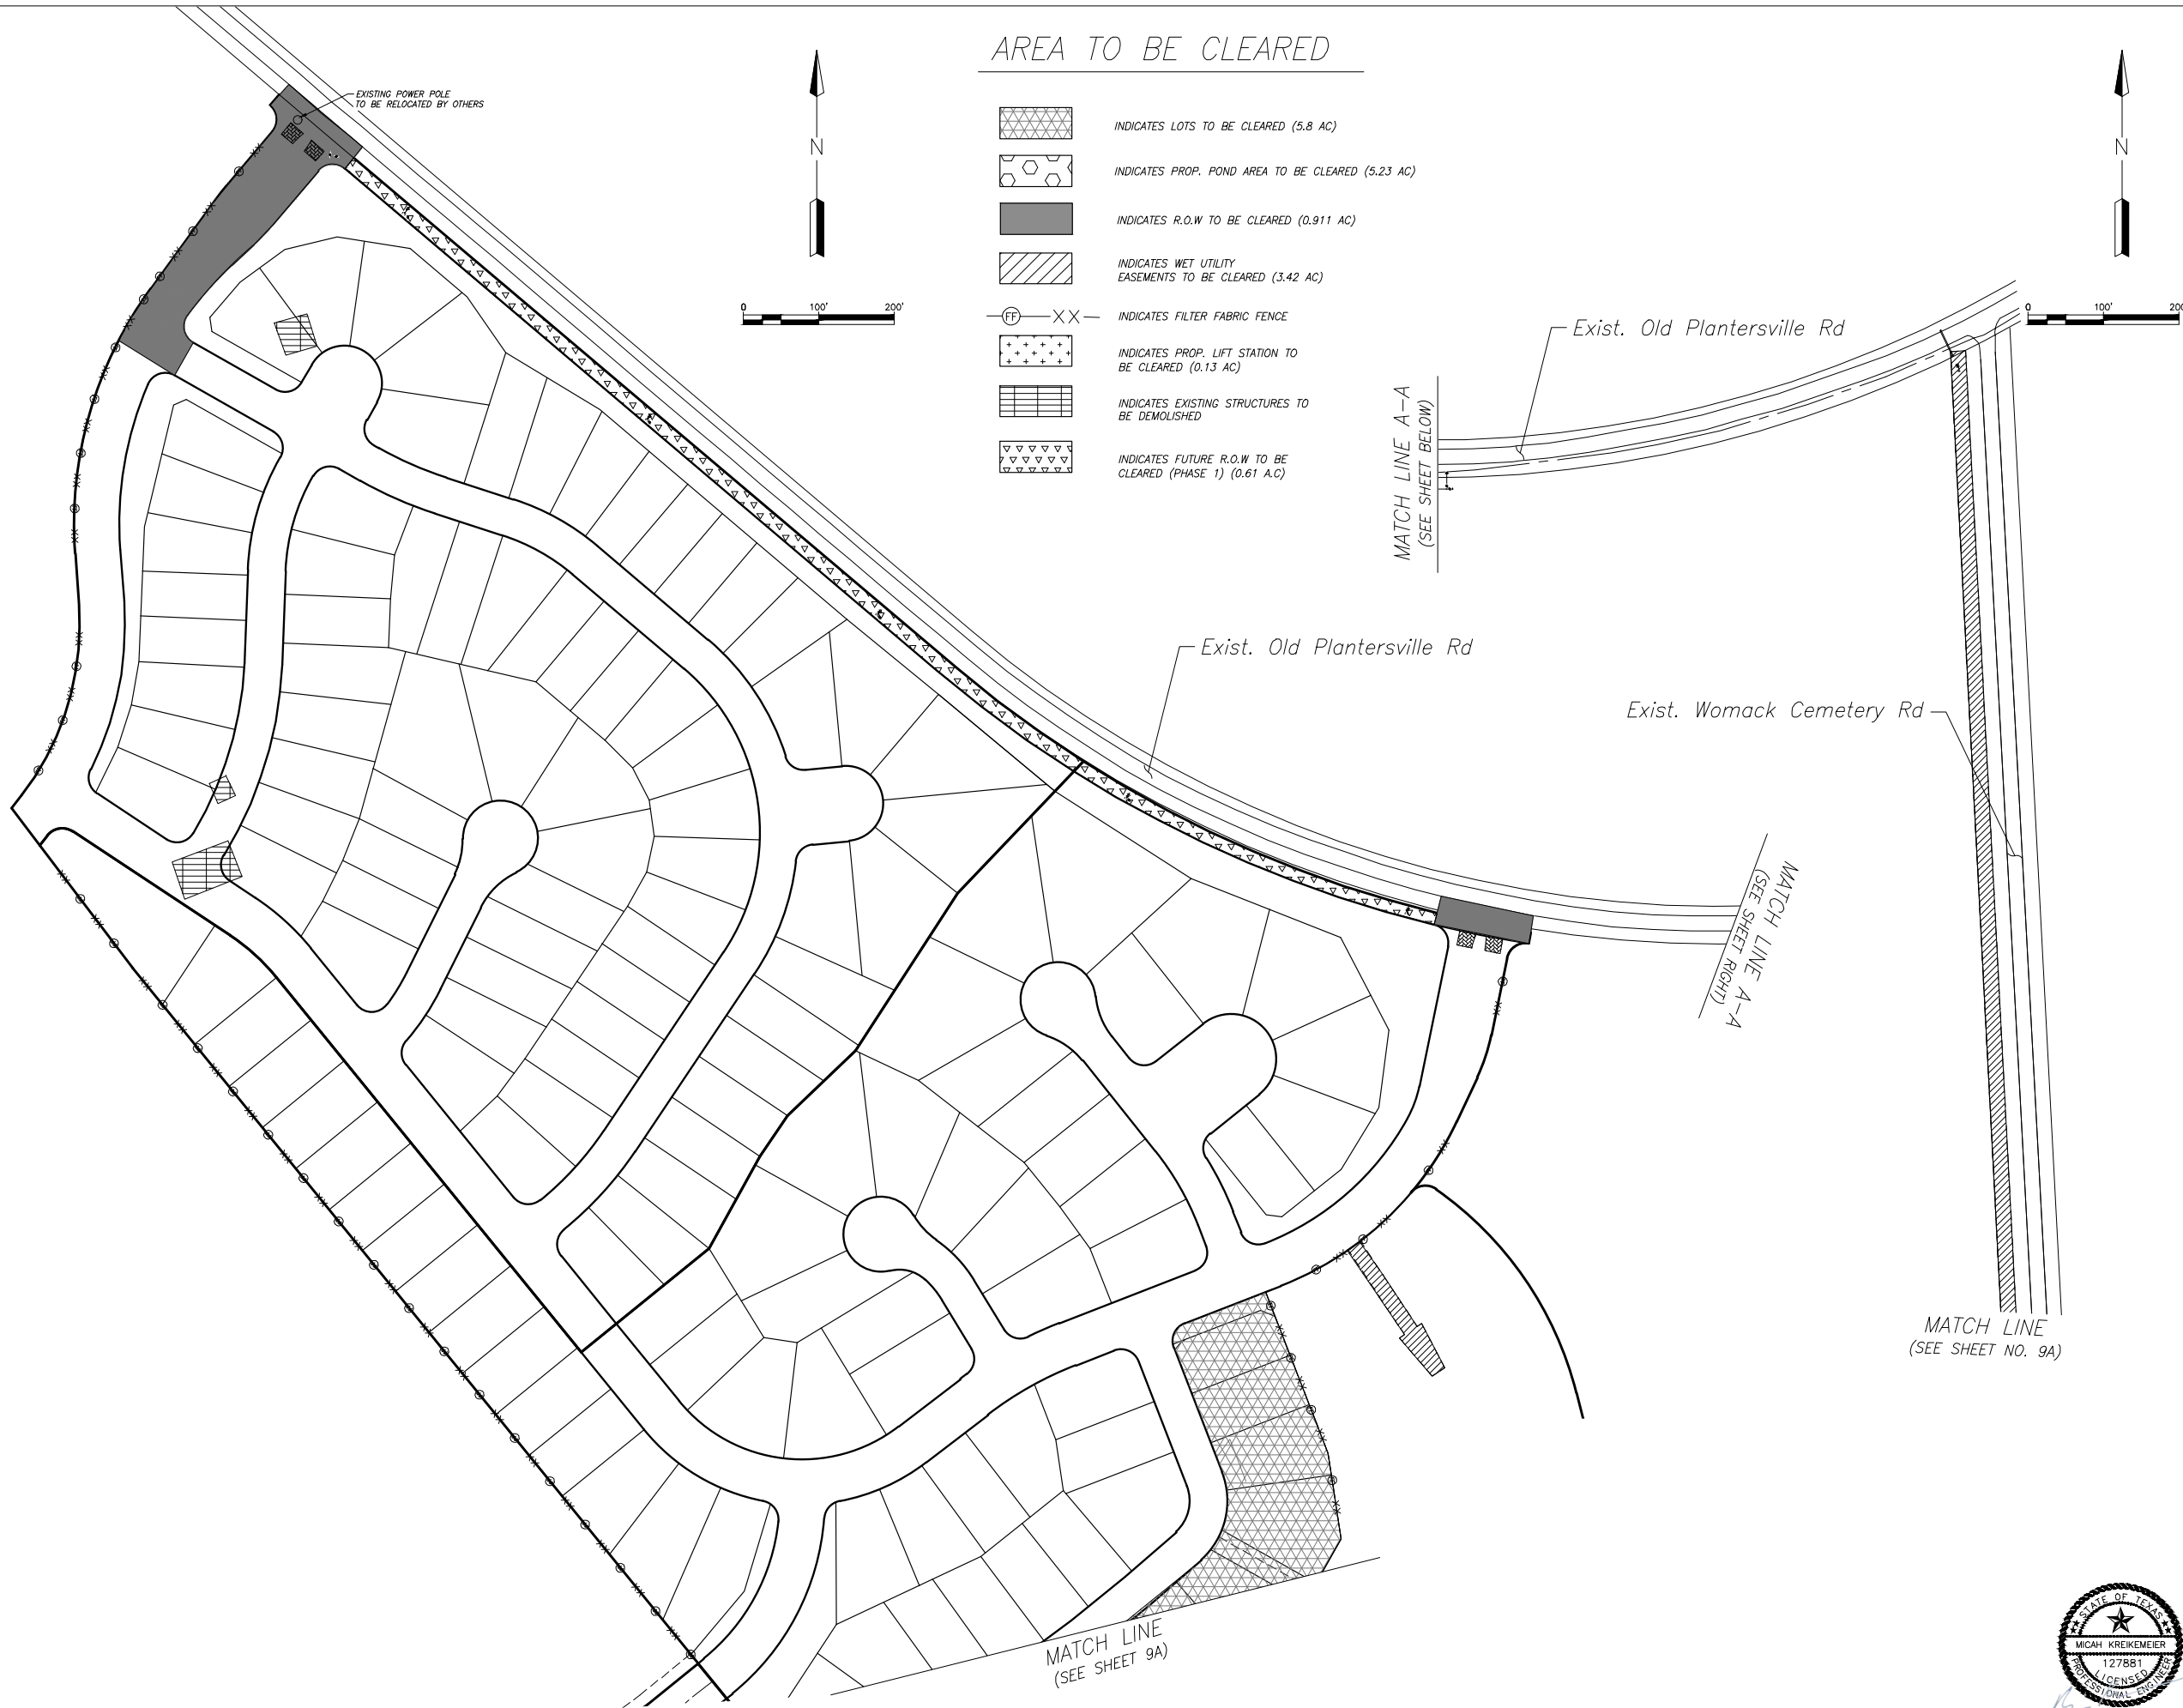 AREA TO BE CLEARED
EXISTING POWER POLE
TO BE RELOCATED BY OTHERS
N
0 100' 200'
INDICATES LOTS TO BE CLEARED (5.8 AC)
INDICATES PROP. POND AREA TO BE CLEARED (5.23 AC)
INDICATES R.O.W TO BE CLEARED (0.911 AC)
INDICATES WET UTILITY
EASEMENTS TO BE CLEARED (3.42 AC)
FF XX INDICATES FILTER FABRIC FENCE
INDICATES PROP. LIFT STATION TO
BE CLEARED (0.13 AC)
INDICATES EXISTING STRUCTURES TO
BE DEMOLISHED
INDICATES FUTURE R.O.W TO BE
CLEARED (PHASE 1) (0.61 A.C)
N
0 100'
Exist. Old Plantersville Rd
MATCH LINE A-A
(SEE SHEET BELOW)
Exist. Old Plantersville Rd
Exist. Womack Cemetery Rd
MATCH LINE A-A
(SEE SHEET RIGHT)
MATCH LINE
(SEE SHEET NO. 9A)
MATCH LINE
(SEE SHEET 9A)
STATE OF TEXAS
MICAH KREIKEMEIER
127881
LICENSED
PROFESSIONAL ENGINEER